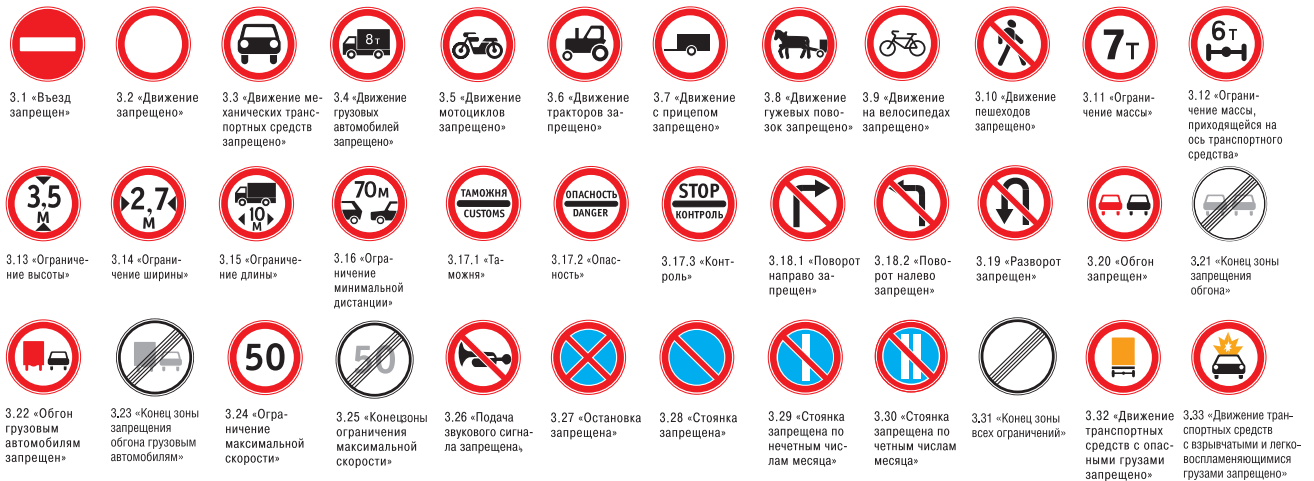 8т
7т
6т
3.1 «Въезд
запрещен»
3.2 «Движение
запрещено»
3.3 «Движение ме-
ханических транс-
портных средств
запрещено»
3.4 «Движение
грузовых
автомобилей
запрещено»
3.5 «Движение
мотоциклов
запрещено»
3.6 «Движение
тракторов за-
прещено»
3.7 «Движение
с прицепом
запрещено»
3.8 «Движение
гужевых пово-
зок запрещено»
3.9 «Движение
на велосипедах
запрещено»
3.10 «Движение
пешеходов
запрещено»
3.11 «Ограни-
чение массы»
3.12 «Ограни-
чение массы,
приходящейся на
ось транспортного
средства»
3,5
м
2,7
м
10
м
70м
ТАМОЖНЯ
CUSTOMS
ОПАСНОСТЬ
DANGER
STOP
КОНТРОЛЬ
3.13 «Ограниче-
ние высоты»
3.14 «Ограни-
чение ширины»
3.15 «Ограниче-
ние длины»
3.16 «Огра-
ничение
минимальной
дистанции»
3.17.1 «Та-
можня»
3.17.2 «Опас-
ность»
3.17.3 «Конт-
роль»
3.18.1 «Поворот
направо за-
прещен»
3.18.2 «Пово-
рот налево
запрещен»
3.19 «Разворот
запрещен»
3.20 «Обгон
запрещен»
3.21 «Конец зоны
запрещения
обгона»
50
50
3.22 «Обгон
грузовым
автомобилям
запрещен»
3.23 «Конец зоны
запрещения
обгона грузовым
автомобилям»
3.24 «Огра-
ничение
максимальной
скорости»
3.25 «Конец зоны
ограничения
максимальной
скорости»
3.26 «Подача
звукового сигна-
ла запрещена»,
3.27 «Остановка
запрещена»
3.28 «Стоянка
запрещена»
3.29 «Стоянка
запрещена по
нечетным чис-
лам месяца»
3.30 «Стоянка
запрещена по
четным числам
месяца»
3.31 «Конец зоны
всех ограничений»
3.32 «Движение
транспортных
средств с опас-
ными грузами
запрещено»
3.33 «Движение тран-
спортных средств
с взрывчатыми и легко-
воспламеняющимися
грузами запрещено»